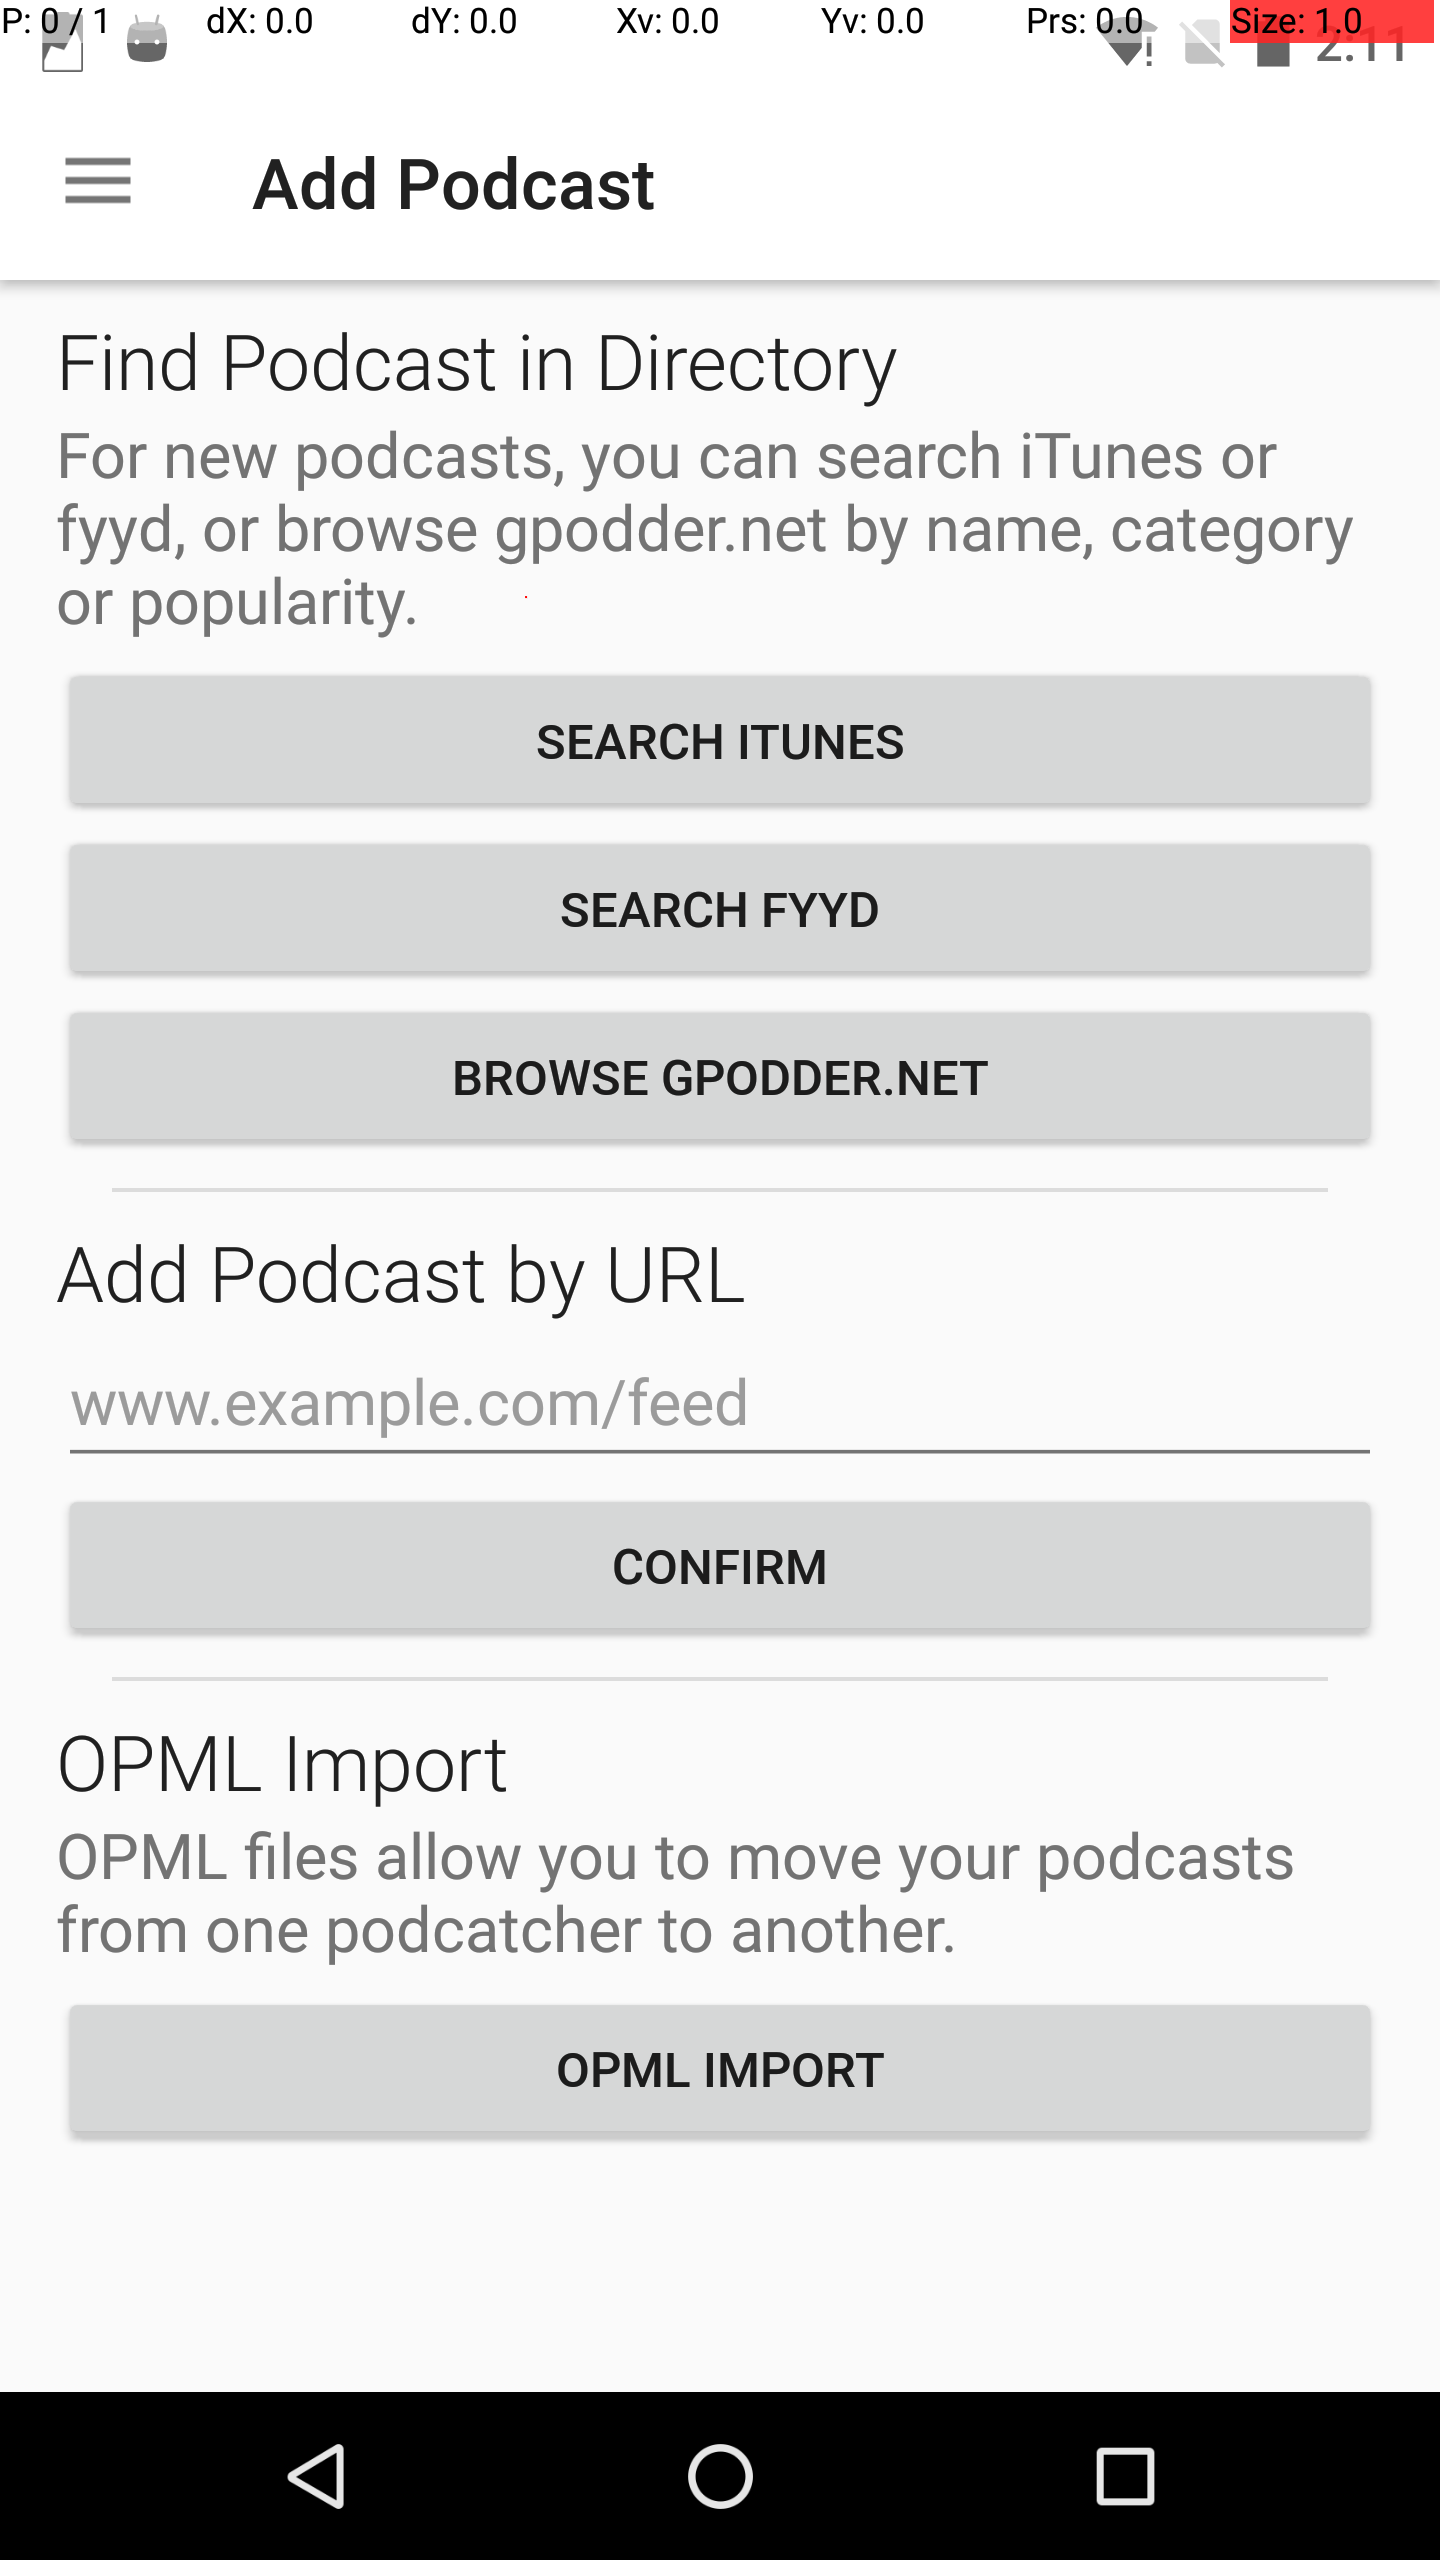 P: 0 / 1 dX: 0.0 dY: 0.0 Xv: 0.0 Yv: 0.0 Prs: 0.0 Size: 1.0
2:11
Add Podcast
Find Podcast in Directory
For new podcasts, you can search iTunes or
fyyd, or browse gpodder.net by name, category
or popularity.
SEARCH ITUNES
SEARCH FYYD
BROWSE GPODDER.NET
Add Podcast by URL
www.example.com/feed
CONFIRM
OPML Import
OPML files allow you to move your podcasts
from one podcatcher to another.
OPML IMPORT